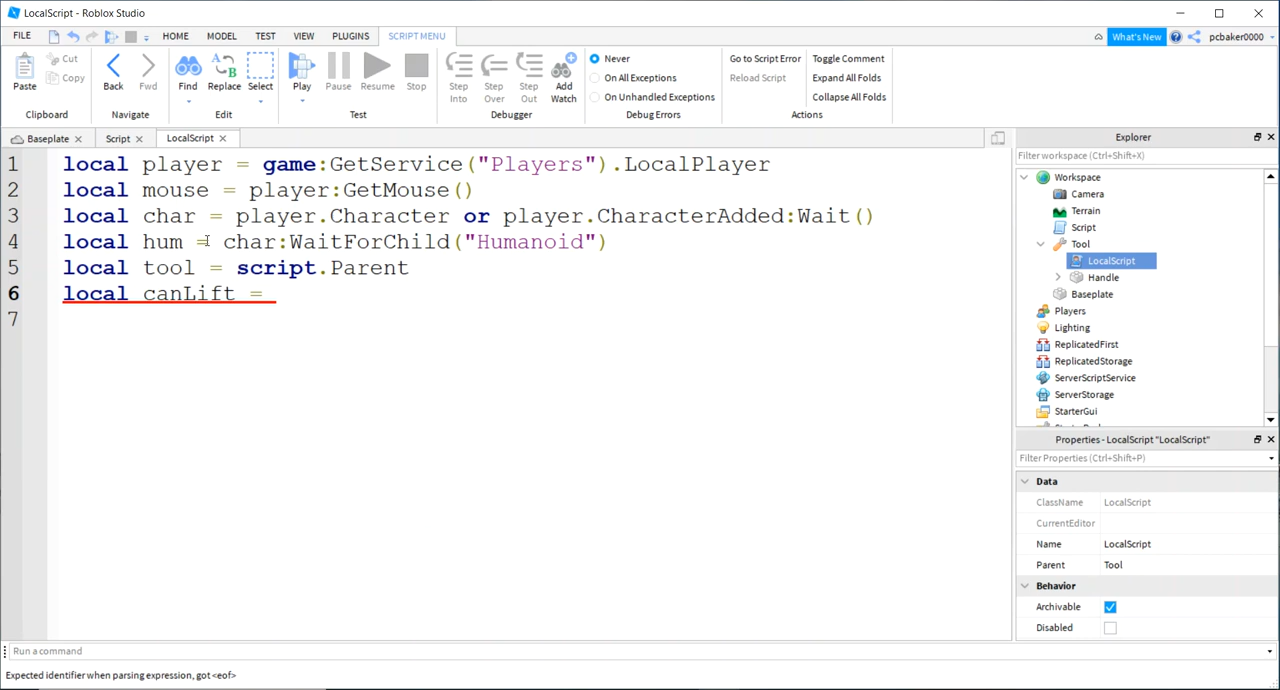 LocalScript - Roblox Studio
FILE HOME MODEL TEST VIEW PLUGINS SCRIPT MENU What's New pcbaker0000
Paste Cut Copy Back Fwd Find Replace Select Play Pause Resume Stop Step Into Step Over Step Out Add Watch Never On All Exceptions On Unhandled Exceptions Go to Script Error Reload Script Toggle Comment Expand All Folds Collapse All Folds
Clipboard Navigate Edit Test Debugger Debug Errors Actions
Baseplate Script LocalScript
1 local player = game:GetService("Players").LocalPlayer
2 local mouse = player:GetMouse()
3 local char = player.Character or player.CharacterAdded:Wait()
4 local hum = char:WaitForChild("Humanoid")
5 local tool = script.Parent
6 local canLift =
7
Explorer
Filter workspace (Ctrl+Shift+X)
Workspace
Camera
Terrain
Script
Tool
LocalScript
Handle
Baseplate
Players
Lighting
ReplicatedFirst
ReplicatedStorage
ServerScriptService
ServerStorage
StarterGui
Properties - LocalScript "LocalScript"
Filter Properties (Ctrl+Shift+P)
Data
ClassName LocalScript
CurrentEditor
Name LocalScript
Parent Tool
Behavior
Archivable
Disabled
Run a command
Expected identifier when parsing expression, got <eof>